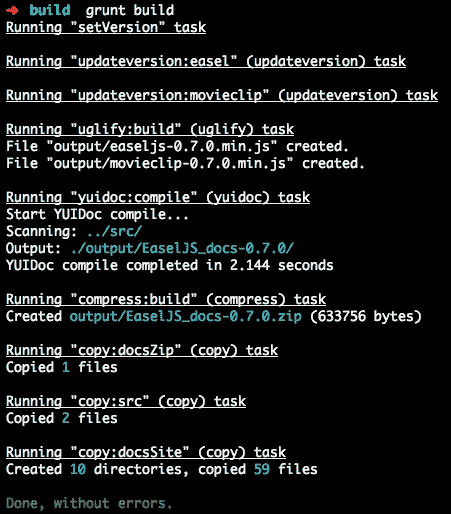 ➜ build grunt build
Running "setVersion" task
Running "updateversion:easel" (updateversion) task
Running "updateversion:movieclip" (updateversion) task
Running "uglify:build" (uglify) task
File "output/easeljs-0.7.0.min.js" created.
File "output/movieclip-0.7.0.min.js" created.
Running "yuidoc:compile" (yuidoc) task
Start YUIDoc compile...
Scanning: ../src/
Output: ./output/EaselJS_docs-0.7.0/
YUIDoc compile completed in 2.144 seconds
Running "compress:build" (compress) task
Created output/EaselJS_docs-0.7.0.zip (633756 bytes)
Running "copy:docsZip" (copy) task
Copied 1 files
Running "copy:src" (copy) task
Copied 2 files
Running "copy:docsSite" (copy) task
Created 10 directories, copied 59 files
Done, without errors.